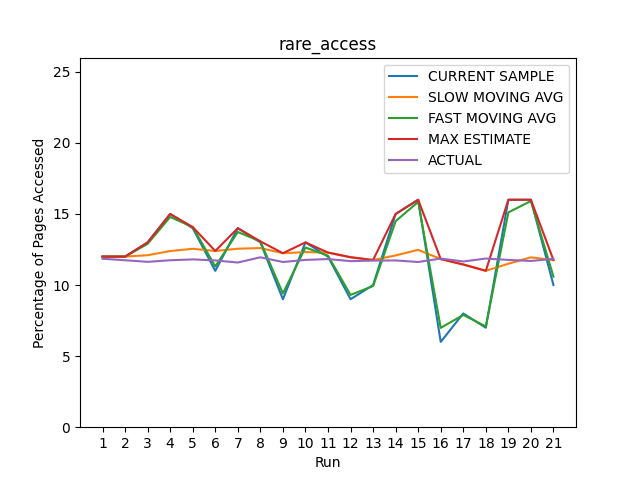 rare_access
25
20
15
10
5
0
Percentage of Pages Accessed
CURRENT SAMPLE
SLOW MOVING AVG
FAST MOVING AVG
MAX ESTIMATE
ACTUAL
1 2 3 4 5 6 7 8 9 10 11 12 13 14 15 16 17 18 19 20 21
Run